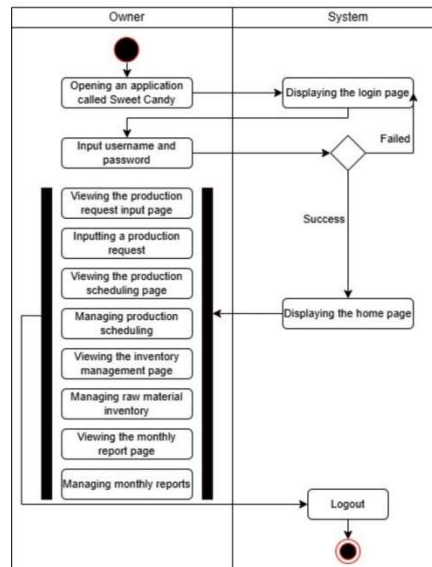 Owner
System
Opening an application
called Sweet Candy
Displaying the login page
Input username and
password
Failed
Viewing the production
request input page
Success
Inputting a production
request
Viewing the production
scheduling page
Managing production
scheduling
Displaying the home page
Viewing the inventory
management page
Managing raw material
inventory
Viewing the monthly
report page
Managing monthly reports
Logout